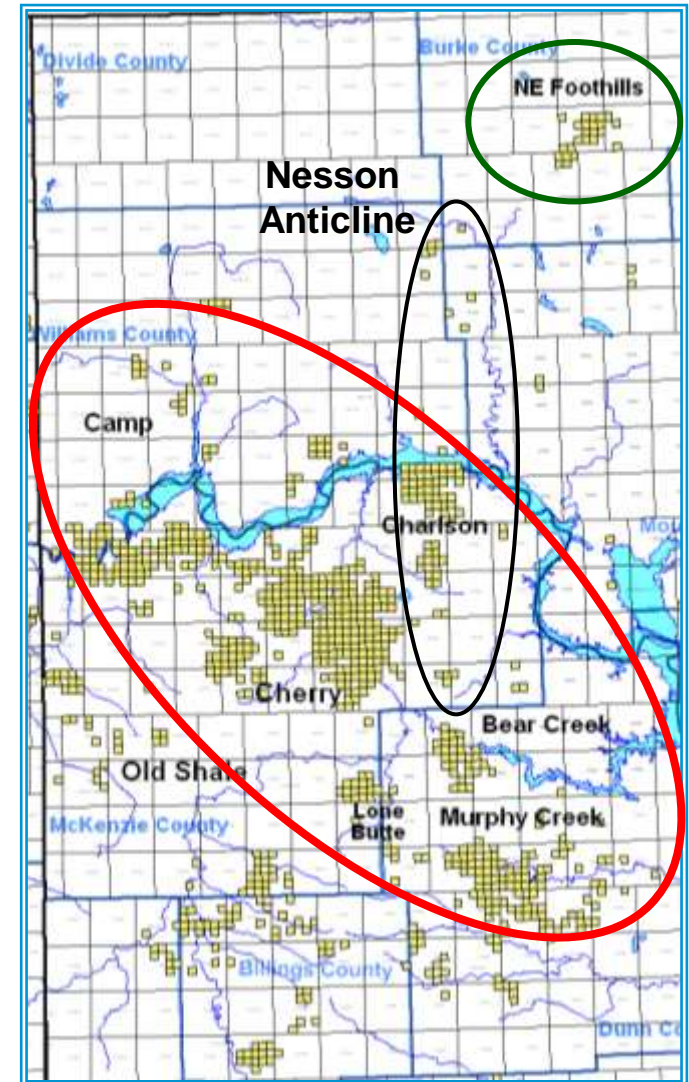 Burke County
Divide County
NE Foothills
Nesson
Anticline
Williams County
Camp
Charlson
Cherry
Bear Creek
Old Shale
Lone
Butte
Murphy Creek
McKenzie County
Billings County
Dunn Co